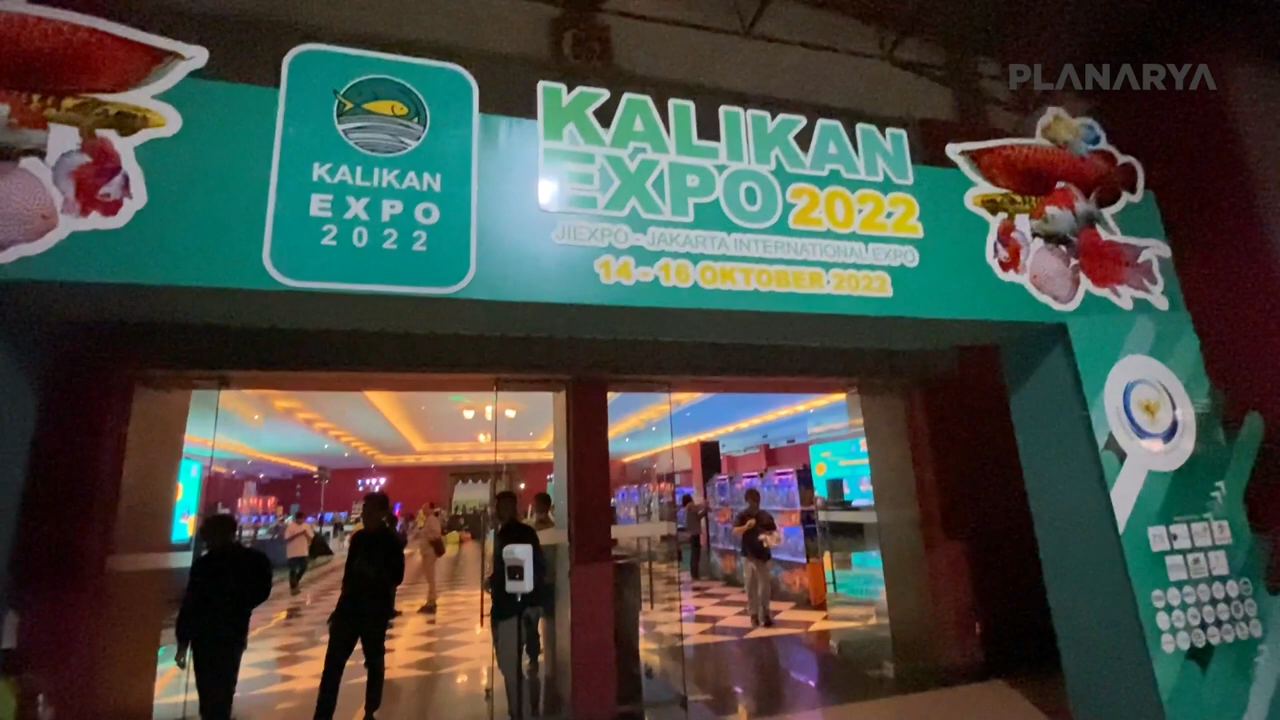 PLANARYA
KALIKAN
EXPO
2022
KALIKAN
EXPO 2022
JIEXPO - JAKARTA INTERNATIONAL EXPO
14 - 16 OKTOBER 2022